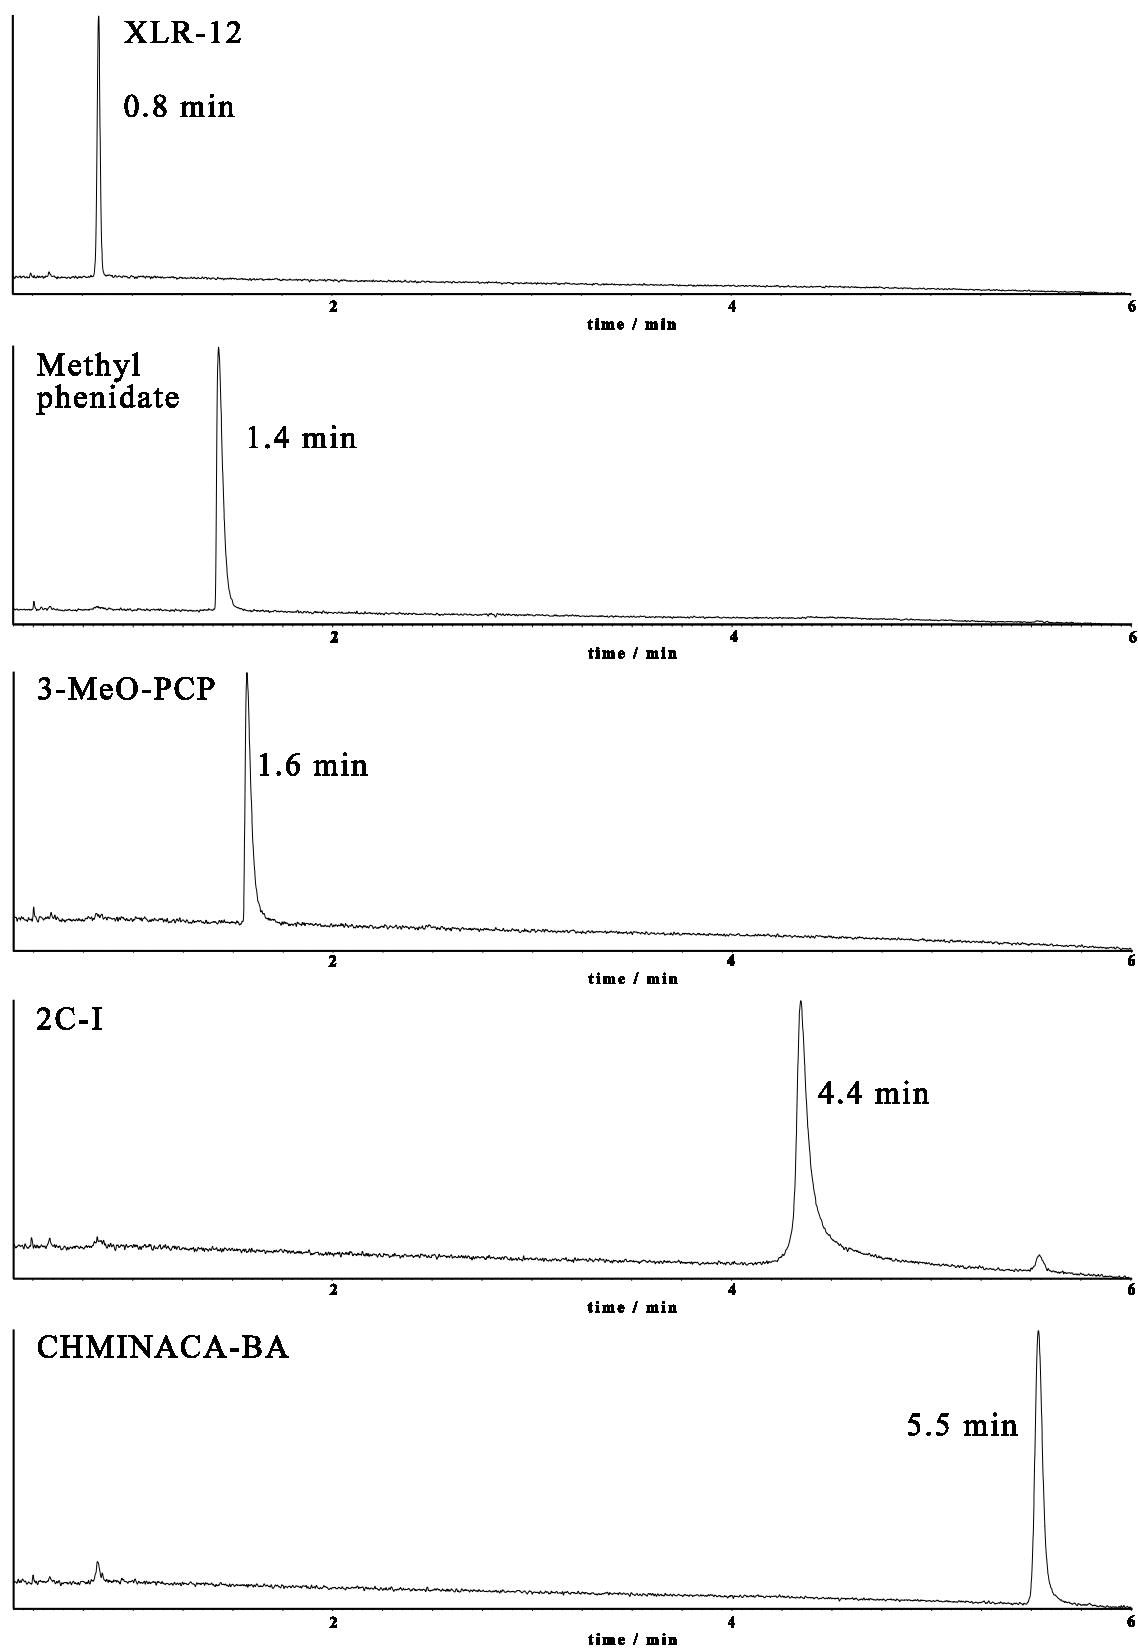 XLR-12
0.8 min
2 4 6
time / min
Methyl
phenidate
1.4 min
2 4 6
time / min
3-MeO-PCP
1.6 min
2 4 6
time / min
2C-I
4.4 min
2 4 6
time / min
CHMINACA-BA
5.5 min
2 4 6
time / min